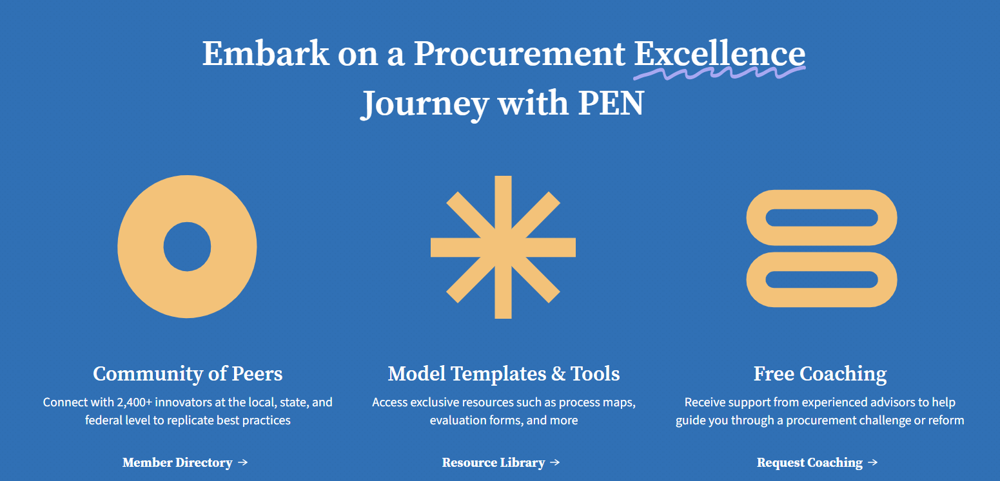 Embark on a Procurement Excellence
Journey with PEN
Community of Peers
Connect with 2,400+ innovators at the local, state, and
federal level to replicate best practices
Member Directory →
Model Templates & Tools
Access exclusive resources such as process maps,
evaluation forms, and more
Resource Library →
Free Coaching
Receive support from experienced advisors to help
guide you through a procurement challenge or reform
Request Coaching →